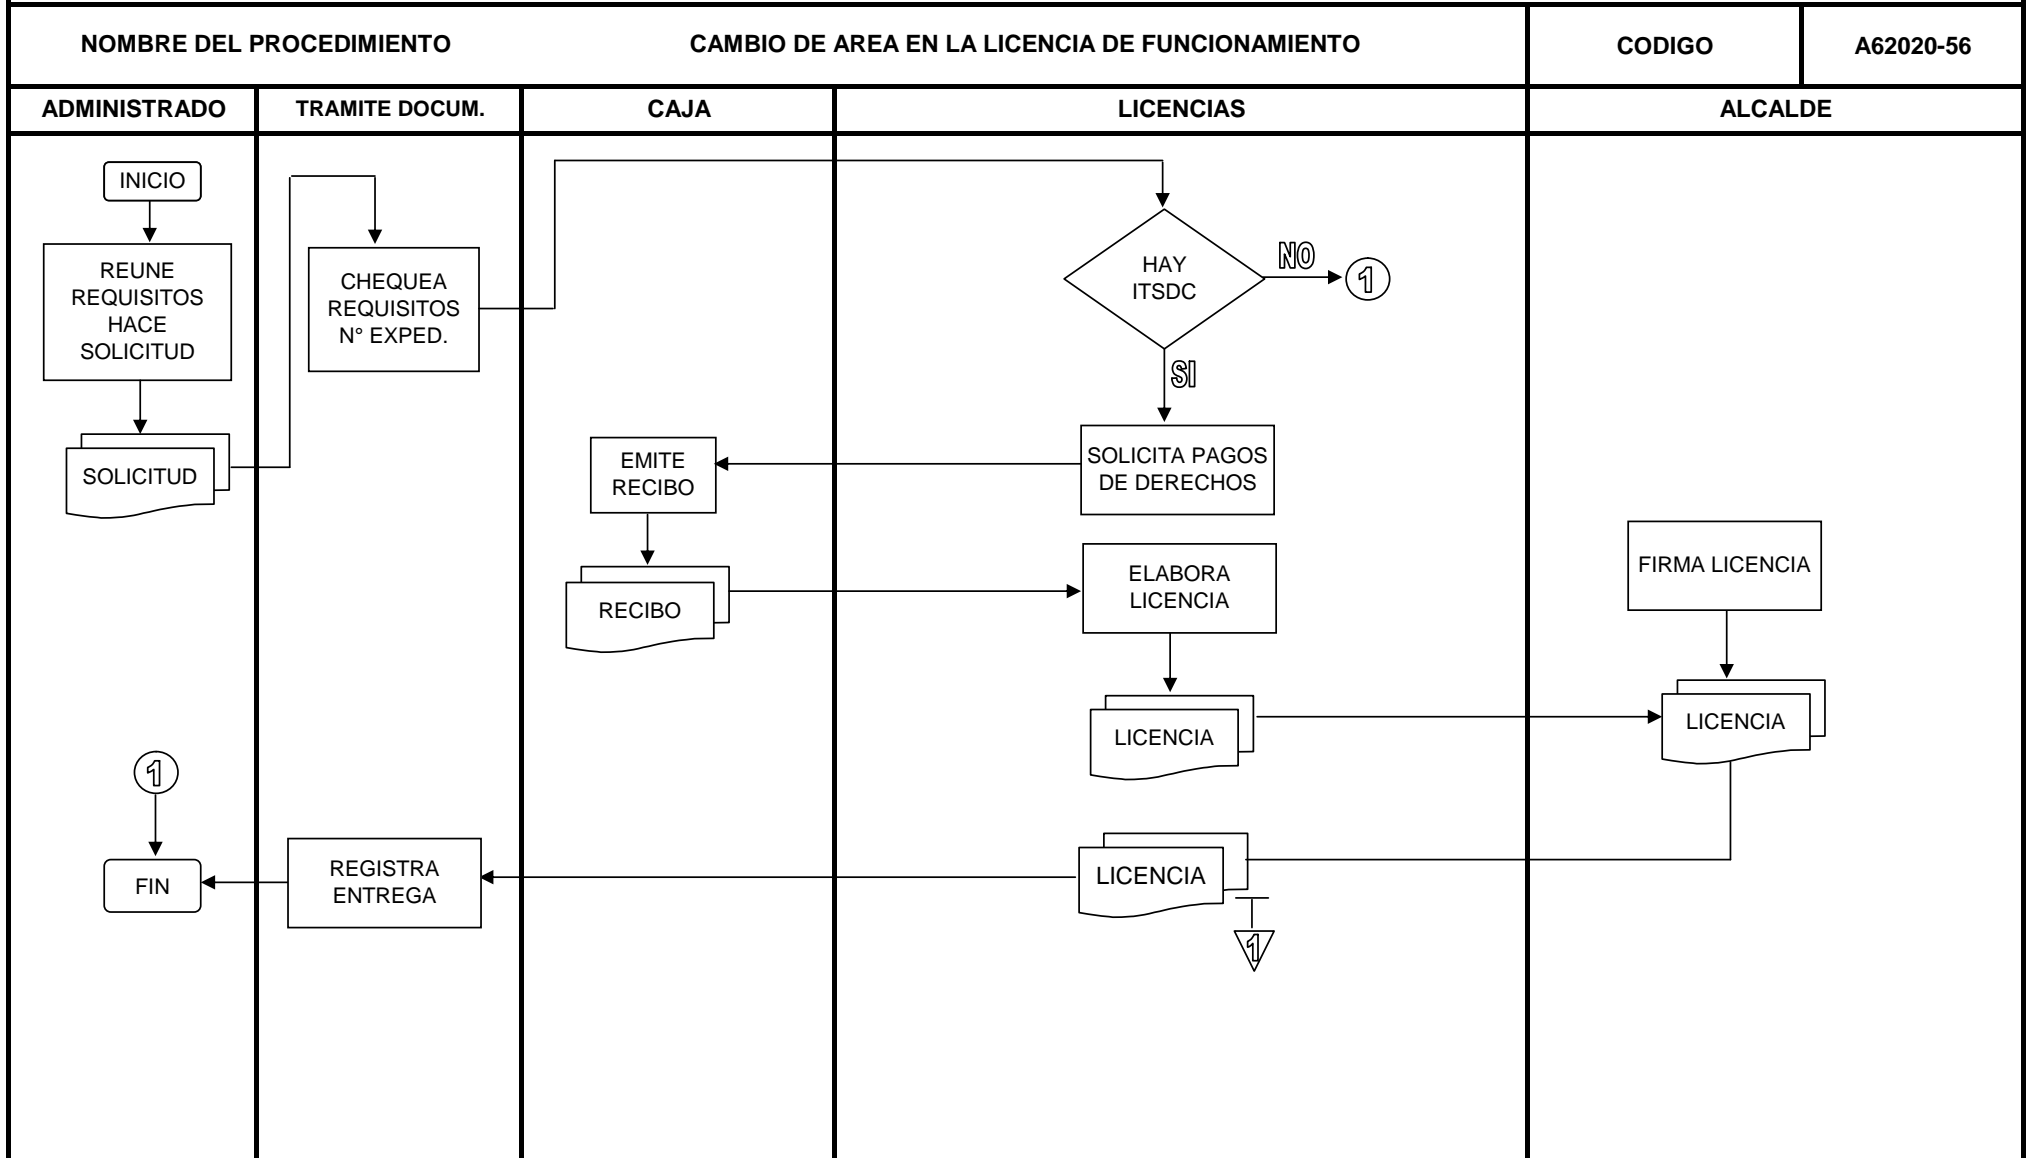 NOMBRE DEL PROCEDIMIENTO
CAMBIO DE AREA EN LA LICENCIA DE FUNCIONAMIENTO
CODIGO
A62020-56
ADMINISTRADO
TRAMITE DOCUM.
CAJA
LICENCIAS
ALCALDE
INICIO
REUNE
REQUISITOS
HACE
SOLICITUD
SOLICITUD
CHEQUEA
REQUISITOS
N° EXPED.
HAY
ITSDC
NO
1
SI
SOLICITA PAGOS
DE DERECHOS
EMITE
RECIBO
RECIBO
ELABORA
LICENCIA
LICENCIA
FIRMA LICENCIA
LICENCIA
LICENCIA
1
REGISTRA
ENTREGA
1
FIN